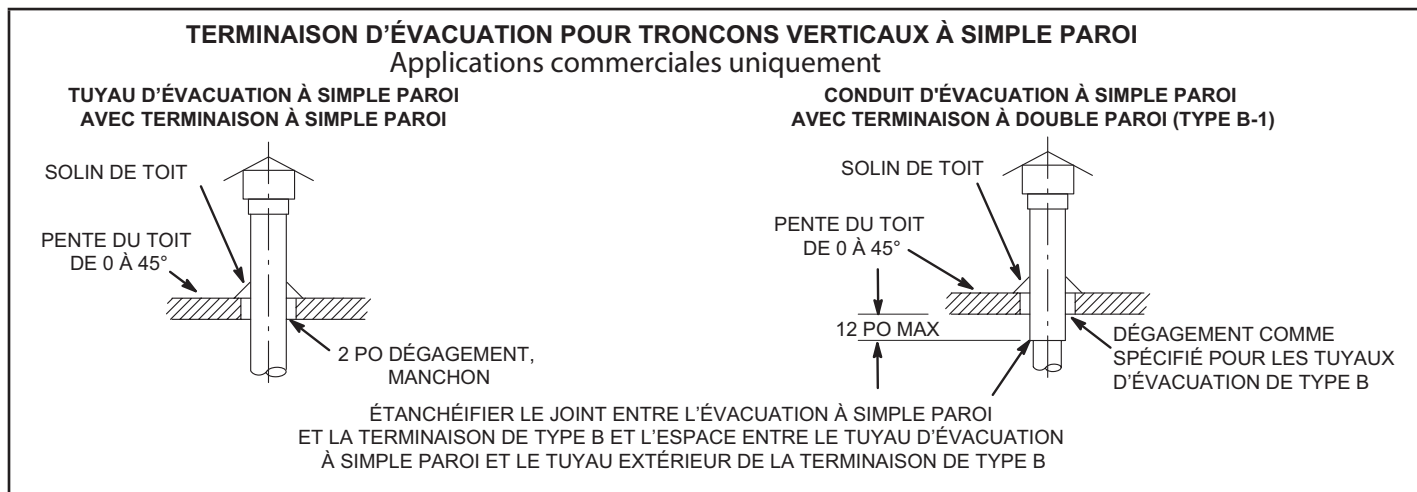 TERMINAISON D’ÉVACUATION POUR TRONCONS VERTICAUX À SIMPLE PAROI
Applications commerciales uniquement
TUYAU D’ÉVACUATION À SIMPLE PAROI
AVEC TERMINAISON À SIMPLE PAROI
SOLIN DE TOIT
PENTE DU TOIT
DE 0 À 45°
2 PO DÉGAGEMENT,
MANCHON
CONDUIT D'ÉVACUATION À SIMPLE PAROI
AVEC TERMINAISON À DOUBLE PAROI (TYPE B-1)
SOLIN DE TOIT
PENTE DU TOIT
DE 0 À 45°
12 PO MAX
DÉGAGEMENT COMME
SPÉCIFIÉ POUR LES TUYAUX
D’ÉVACUATION DE TYPE B
ÉTANCHÉIFIER LE JOINT ENTRE L’ÉVACUATION À SIMPLE PAROI
ET LA TERMINAISON DE TYPE B ET L’ESPACE ENTRE LE TUYAU D’ÉVACUATION
À SIMPLE PAROI ET LE TUYAU EXTÉRIEUR DE LA TERMINAISON DE TYPE B